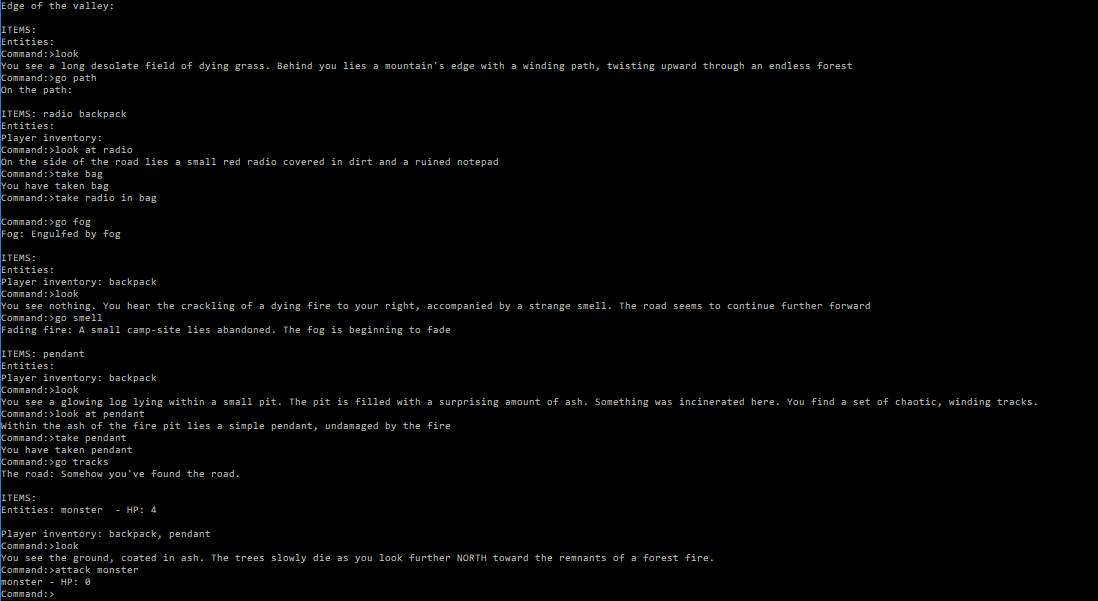 Edge of the valley:
ITEMS:
Entities:
Command:>look
You see a long desolate field of dying grass. Behind you lies a mountain's edge with a winding path, twisting upward through an endless forest
Command:>go path
On the path:
ITEMS: radio backpack
Entities:
Player inventory:
Command:>look at radio
On the side of the road lies a small red radio covered in dirt and a ruined notepad
Command:>take bag
You have taken bag
Command:>take radio in bag
Command:>go fog
Fog: Engulfed by fog
ITEMS:
Entities:
Player inventory: backpack
Command:>look
You see nothing. You hear the crackling of a dying fire to your right, accompanied by a strange smell. The road seems to continue further forward
Command:>go smell
Fading fire: A small camp-site lies abandoned. The fog is beginning to fade
ITEMS: pendant
Entities:
Player inventory: backpack
Command:>look
You see a glowing log lying within a small pit. The pit is filled with a surprising amount of ash. Something was incinerated here. You find a set of chaotic, winding tracks.
Command:>look at pendant
Within the ash of the fire pit lies a simple pendant, undamaged by the fire
Command:>take pendant
You have taken pendant
Command:>go tracks
The road: Somehow you've found the road.
ITEMS:
Entities: monster  - HP: 4
Player inventory: backpack, pendant
Command:>look
You see the ground, coated in ash. The trees slowly die as you look further NORTH toward the remnants of a forest fire.
Command:>attack monster
monster - HP: 0
Command:>